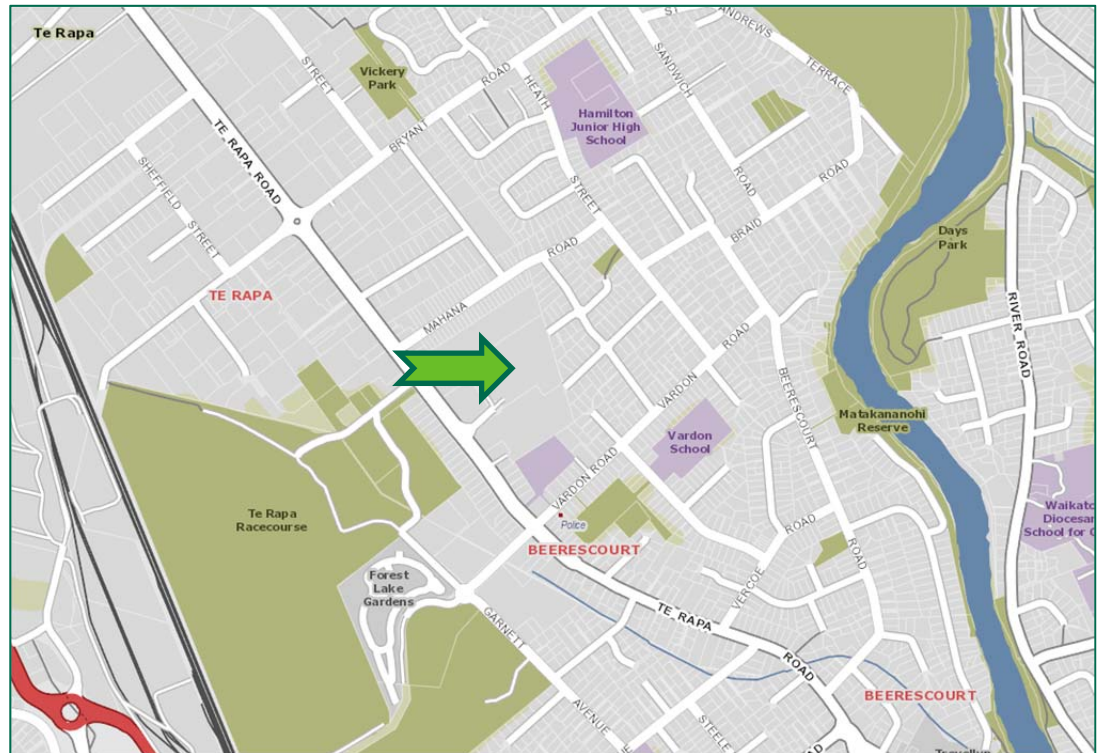 Te Rapa
ST
ANDREWS
TERRACE
STREET
Vickery
Park
ROAD
BRYANT
HEATH
STREET
SANDWICH
ROAD
Hamilton
Junior High
School
TE RAPA ROAD
SHEFFIELD
STREET
BRAID
ROAD
Days
Park
ROAD
MAHANA
TE RAPA
RIVER ROAD
VARDON
ROAD
BEERESCOURT
ROAD
Matakanohi
Reserve
Vardon
School
VARDON ROAD
Te Rapa
Racecourse
Police
BEERESCOURT
Waikato
Diocesan
School for G
Forest
Lake
Gardens
VERCOE
ROAD
GARNETT
AVENUE
TE RAPA
ROAD
BEERESCOURT
STEELE